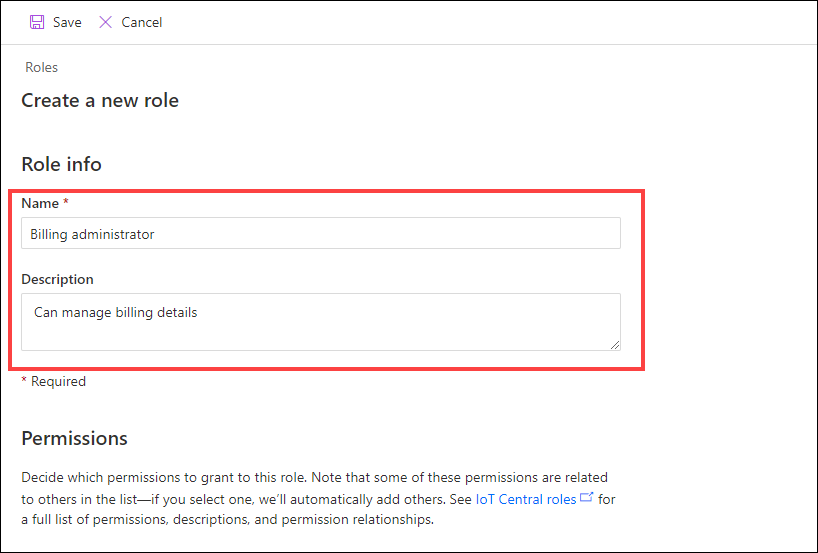 Save Cancel
Roles
Create a new role
Role info
Name *
Billing administrator
Description
Can manage billing details
* Required
Permissions
Decide which permissions to grant to this role. Note that some of these permissions are related
to others in the list—if you select one, we’ll automatically add others. See IoT Central roles for
a full list of permissions, descriptions, and permission relationships.